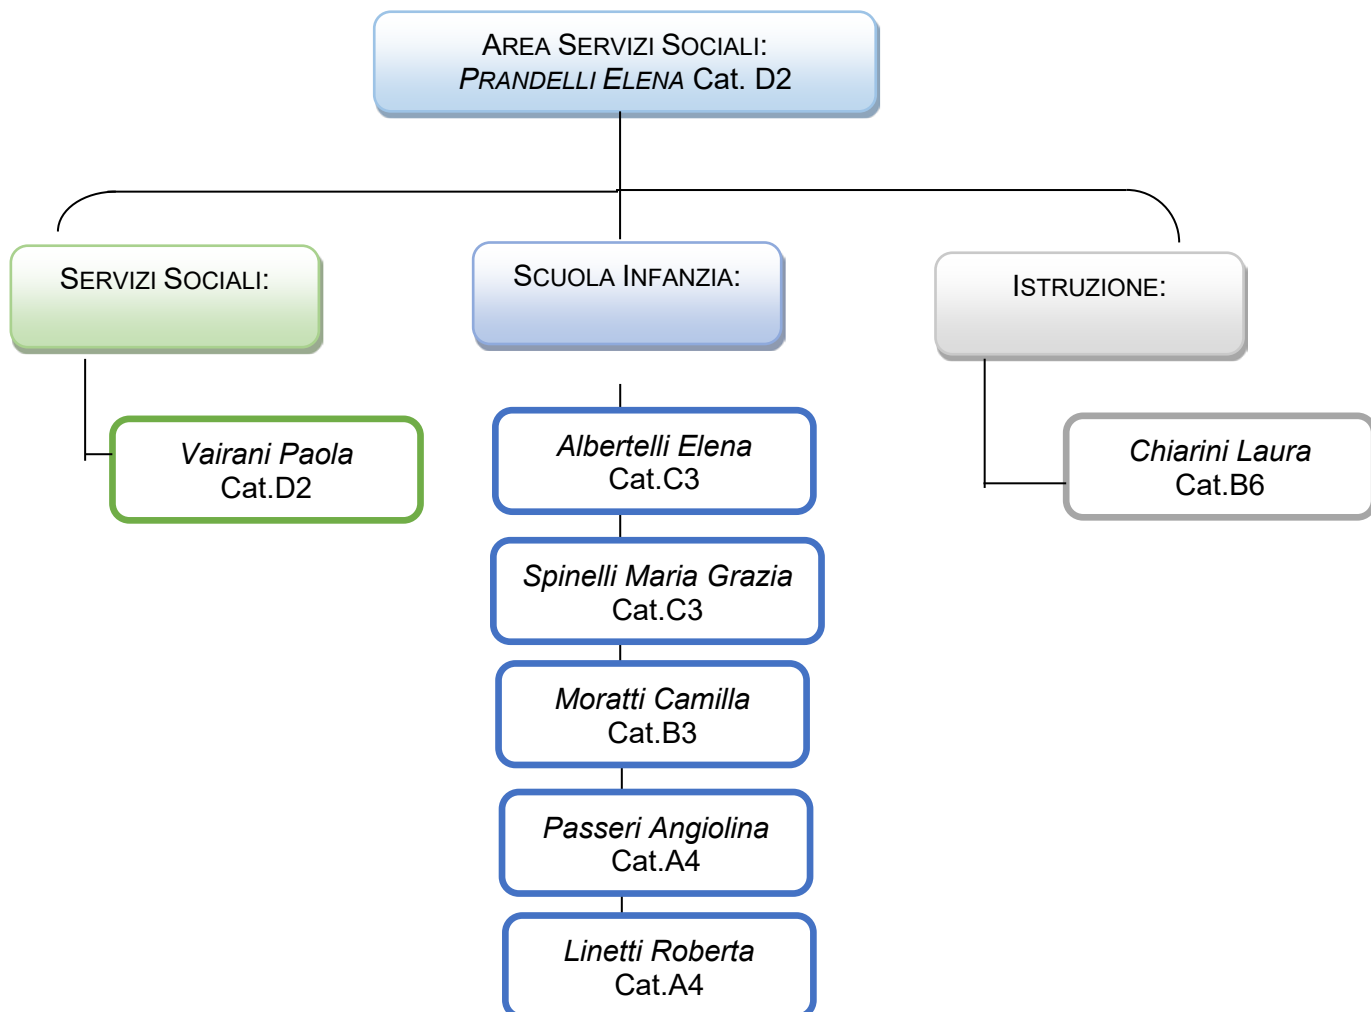 AREA SERVIZI SOCIALI:
PRANDELLI ELENA Cat. D2
SERVIZI SOCIALI:
SCUOLA INFANZIA:
ISTRUZIONE:
Vairani Paola
Cat.D2
Albertelli Elena
Cat.C3
Chiarini Laura
Cat.B6
Spinelli Maria Grazia
Cat.C3
Moratti Camilla
Cat.B3
Passeri Angiolina
Cat.A4
Linetti Roberta
Cat.A4